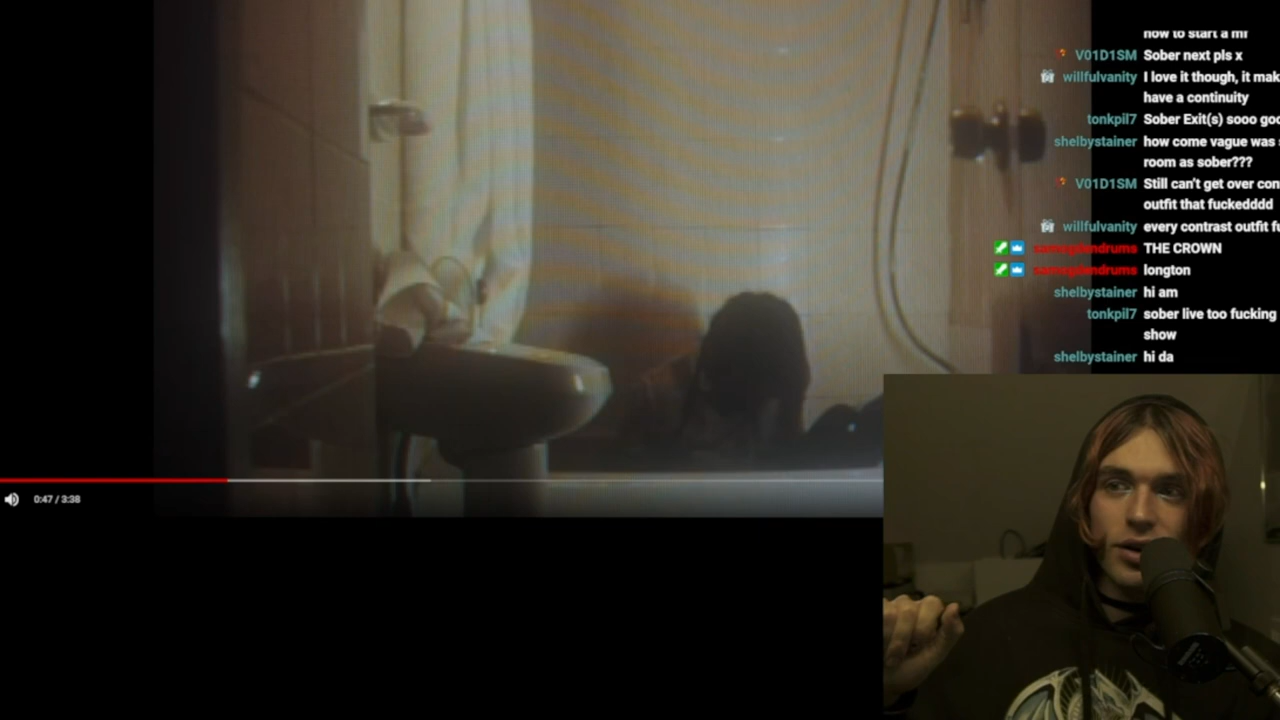 now to start a
V01D1SM Sober next pls x
willfulvanity I love it though, it mak
have a continuity
tonkpil7 Sober Exit(s) sooo goo
shelbystainer how come vague was s
room as sober???
V01D1SM Still can't get over con
outfit that fuckedddd
willfulvanity every contrast outfit fu
THE CROWN
longton
shelbystainer hi am
tonkpil7 sober live too fucking
show
shelbystainer hi da
0:47 / 3:38